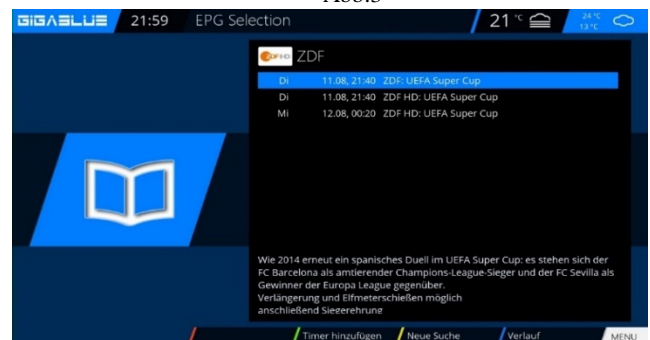 GIGABLUE 21:59 EPG Selection 21 °C 24 °C
13 °C
ZDF HD ZDF
Di 11.08, 21:40 ZDF: UEFA Super Cup
Di 11.08, 21:40 ZDF HD: UEFA Super Cup
Mi 12.08, 00:20 ZDF HD: UEFA Super Cup
Wie 2014 erneut ein spanisches Duell im UEFA Super Cup: es stehen sich der
FC Barcelona als amtierender Champions-League-Sieger und der FC Sevilla als
Gewinner der Europa League gegenüber.
Verlängerung und Elfmeterschießen möglich
anschließend Siegerehrung
Timer hinzufügen Neue Suche Verlauf MENU